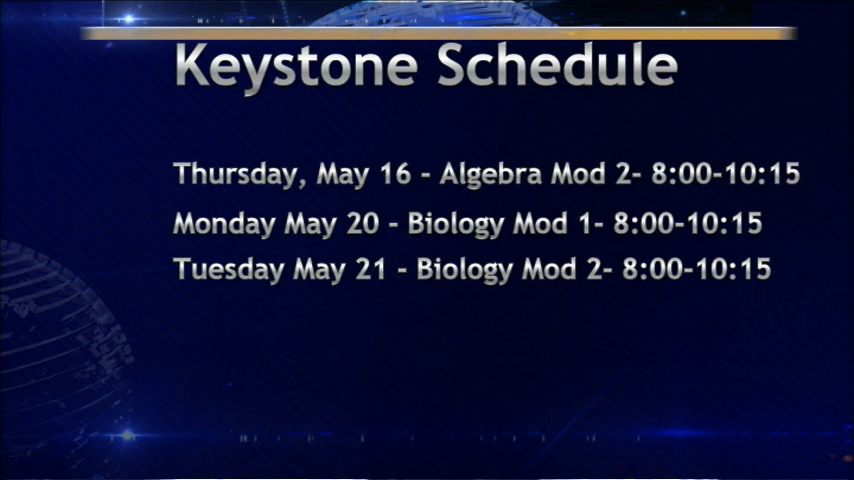 Keystone Schedule
Thursday, May 16 - Algebra Mod 2- 8:00-10:15
Monday May 20 - Biology Mod 1- 8:00-10:15
Tuesday May 21 - Biology Mod 2- 8:00-10:15